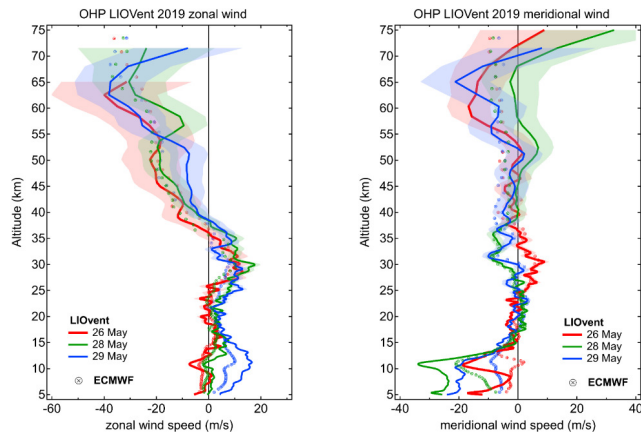 OHP LIOVent 2019 zonal wind
75
70
65
60
55
50
45
40
35
30
25
20
15
10
5
Altitude (km)
LIOvent
26 May
28 May
29 May
ECMWF
-40 -20 0 20
zonal wind speed (m/s)
OHP LIOVent 2019 meridional wind
75
70
65
60
55
50
45
40
35
30
25
20
15
10
5
Altitude (km)
LIOvent
26 May
28 May
29 May
ECMWF
-40 -20 0 20 40
meridional wind speed (m/s)